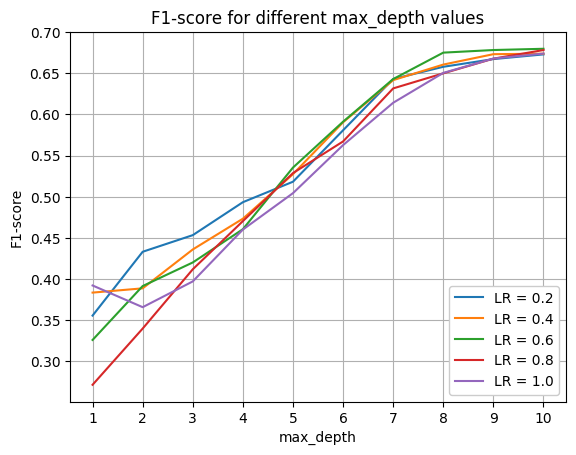 F1-score for different max_depth values
F1-score
0.70
0.65
0.60
0.55
0.50
0.45
0.40
0.35
0.30
LR = 0.2
LR = 0.4
LR = 0.6
LR = 0.8
LR = 1.0
1 2 3 4 5 6 7 8 9 10
max_depth